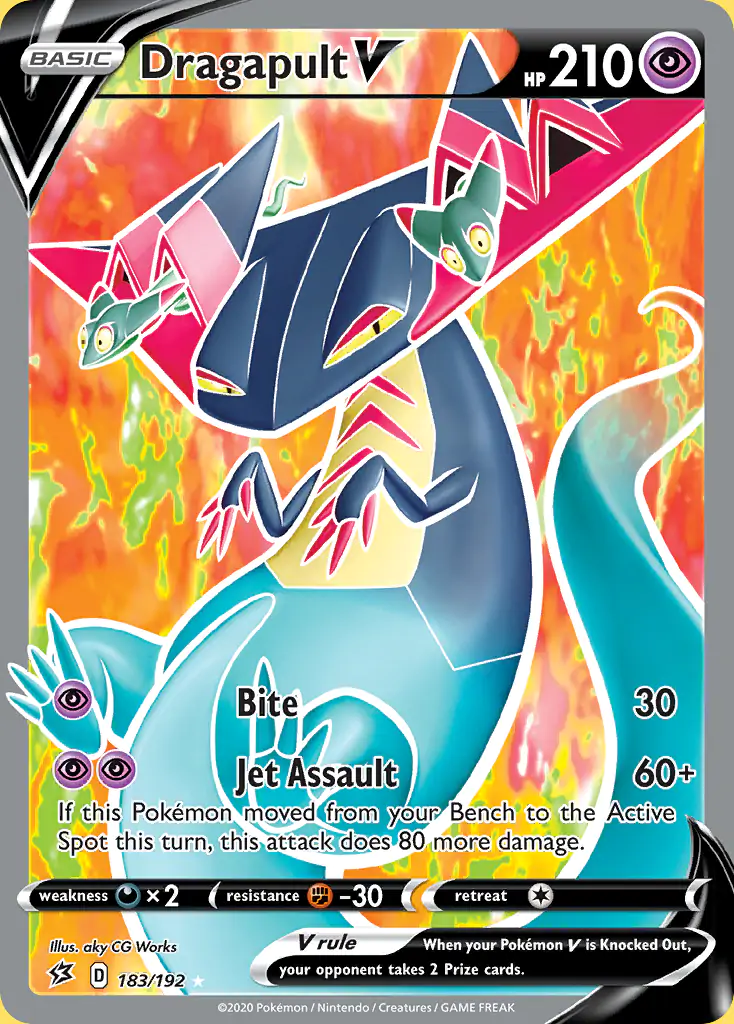 BASIC Dragapult V HP 210
Bite 30
Jet Assault 60+
If this Pokémon moved from your Bench to the Active
Spot this turn, this attack does 80 more damage.
weakness ×2 resistance -30 retreat
Illus. aky CG Works
V rule When your Pokémon V is Knocked Out,
your opponent takes 2 Prize cards.
D 183/192
©2020 Pokémon / Nintendo / Creatures / GAME FREAK